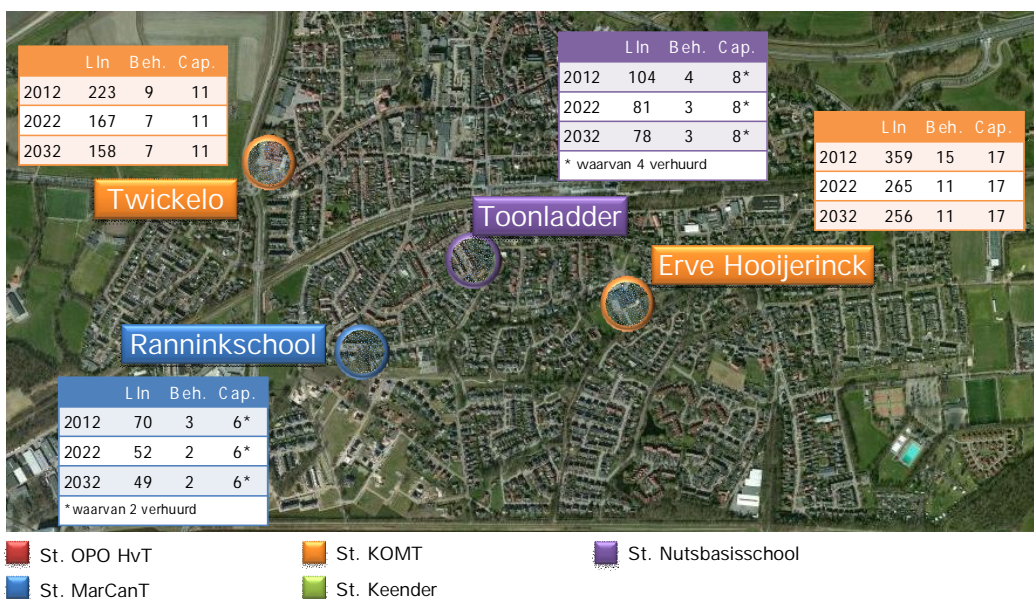 Lln Beh. Cap.
2012 223 9 11
2022 167 7 11
2032 158 7 11
Twickelo
Lln Beh. Cap.
2012 104 4 8*
2022 81 3 8*
2032 78 3 8*
* waarvan 4 verhuurd
Toonladder
Lln Beh. Cap.
2012 359 15 17
2022 265 11 17
2032 256 11 17
Erve Hooijerinck
Ranninkschool
Lln Beh. Cap.
2012 70 3 6*
2022 52 2 6*
2032 49 2 6*
*waarvan 2 verhuurd
St. OPO HvT
St. KOMT
St. Nutsbasisschool
St. MarCanT
St. Keender